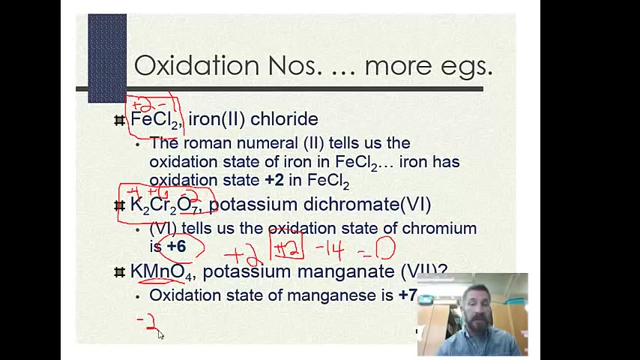 Oxidation Nos. … more egs.
+2 -1
FeCl₂, iron(II) chloride
The roman numeral (II) tells us the
oxidation state of iron in FeCl₂… iron has
oxidation state +2 in FeCl₂
-2
K₂Cr₂O₇, potassium dichromate(VI)
(VI) tells us the oxidation state of chromium
is +6
+2 +12 -14 = 0
KMnO₄, potassium manganate (VII)?
Oxidation state of manganese is +7
-2